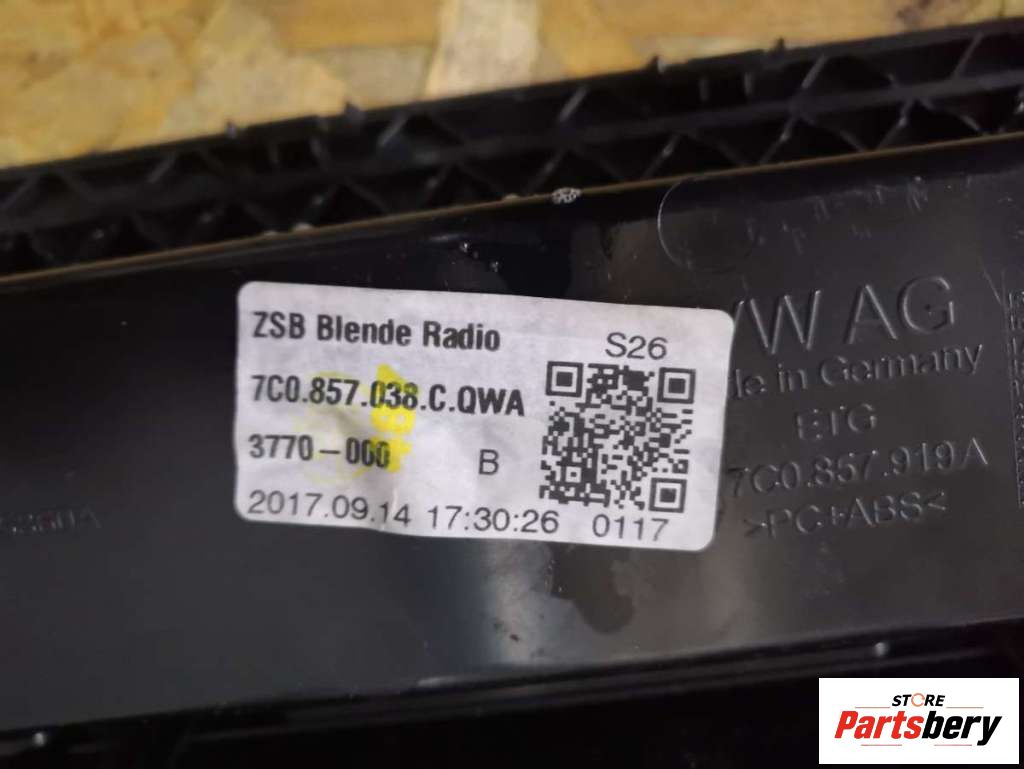 ZSB Blende Radio
S26
7C0.857.038.C.QWA
3770-000
B
2017.09.14 17:30:26 0117
VW AG
in Germany
ETG
7C0.857.919A
>PC+ABS<
STORE
Partsbery